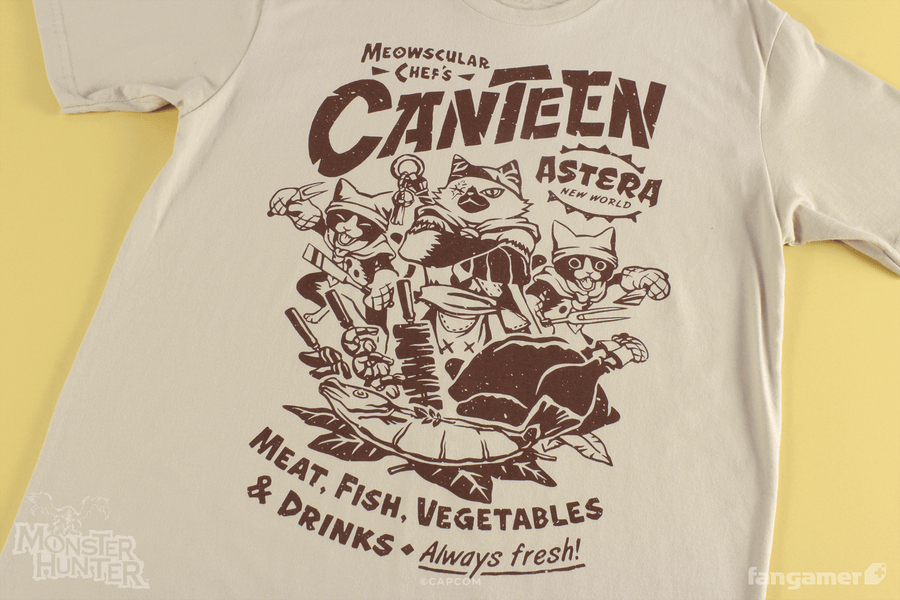 MEOWSCULAR
CHEF'S
CANTEEN
ASTERA
NEW WORLD
MEAT, FISH, VEGETABLES
& DRINKS • Always fresh!
MONSTER
HUNTER
©CAPCOM
fangamer